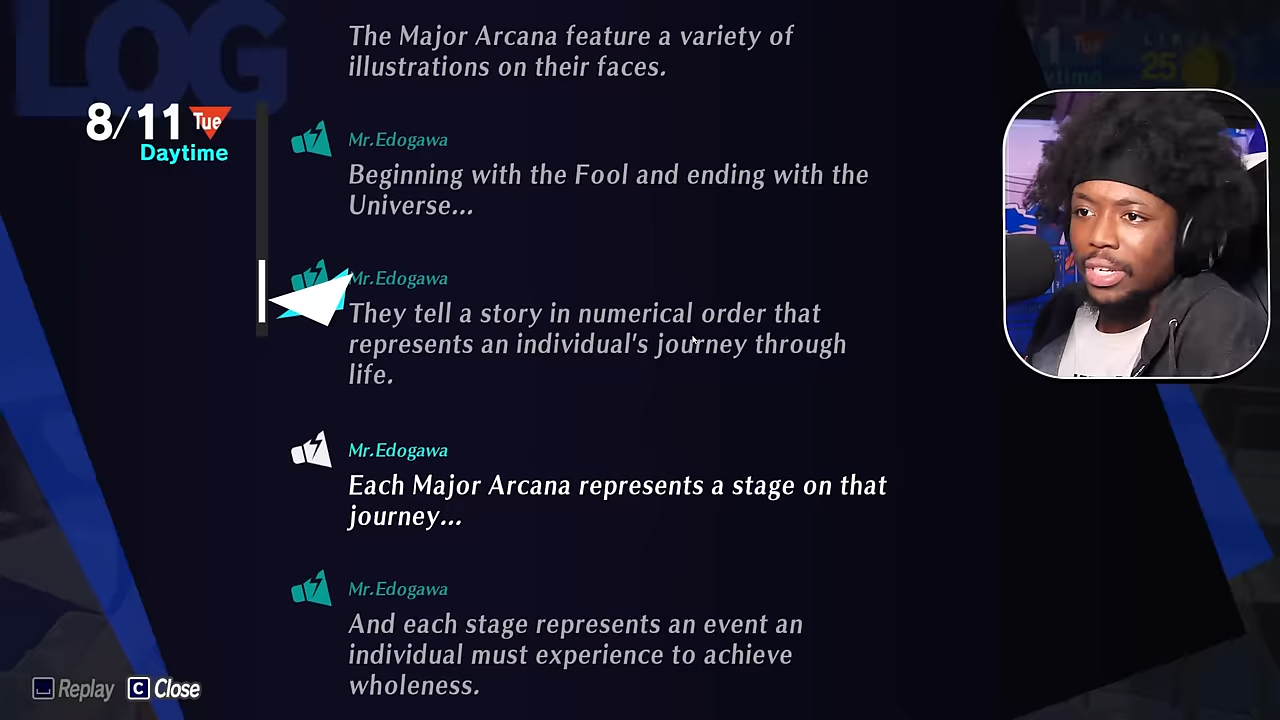 LOG
The Major Arcana feature a variety of
illustrations on their faces.
8/11 Tue
Daytime
25
Mr.Edogawa
Beginning with the Fool and ending with the
Universe...
Mr.Edogawa
They tell a story in numerical order that
represents an individual's journey through
life.
Mr.Edogawa
Each Major Arcana represents a stage on that
journey...
Mr.Edogawa
And each stage represents an event an
individual must experience to achieve
wholeness.
Replay C Close